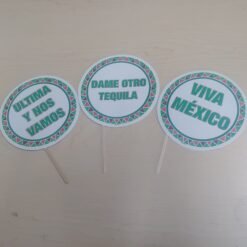 ULTIMA
Y NOS
VAMOS
DAME OTRO
TEQUILA
VIVA
MÉXICO